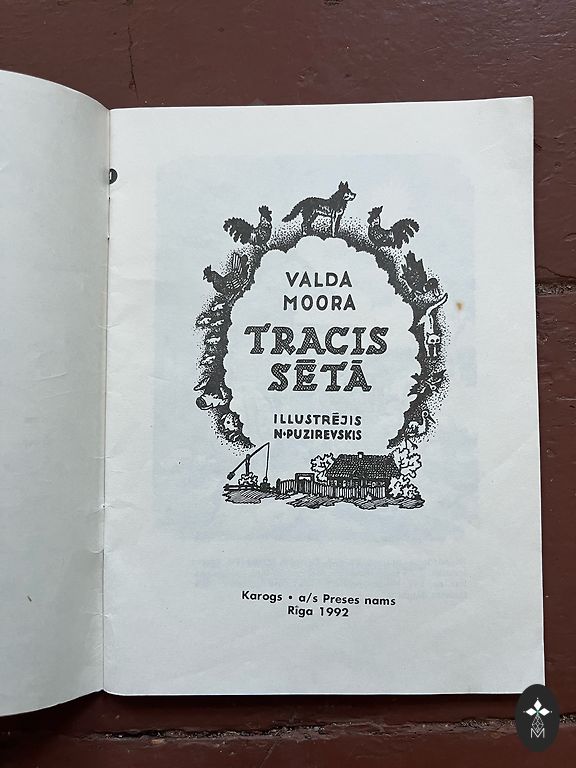 VALDA
MOORA
TRACIS
SĒTĀ
ILLUSTRĒJIS
N·PUZIREVSKIS
Karogs • a/s Preses nams
Rīga 1992
M